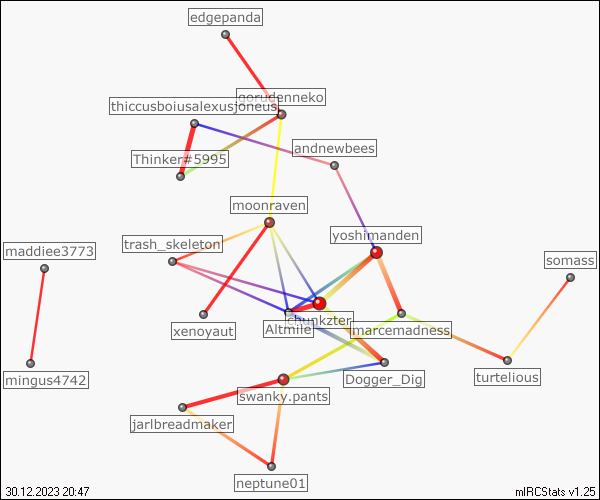 edgepanda
gorudenneko
thiccusboiusalexusjoneus
andnewbees
Thinker#5995
moonraven
yoshimanden
trash_skeleton
maddiee3773
somass
chunkzter
Altmile
marcemadness
xenoyaut
mingus4742
Dogger_Dig
turtelious
swanky.pants
jarlbreadmaker
neptune01
30.12.2023 20:47
mIRCStats v1.25